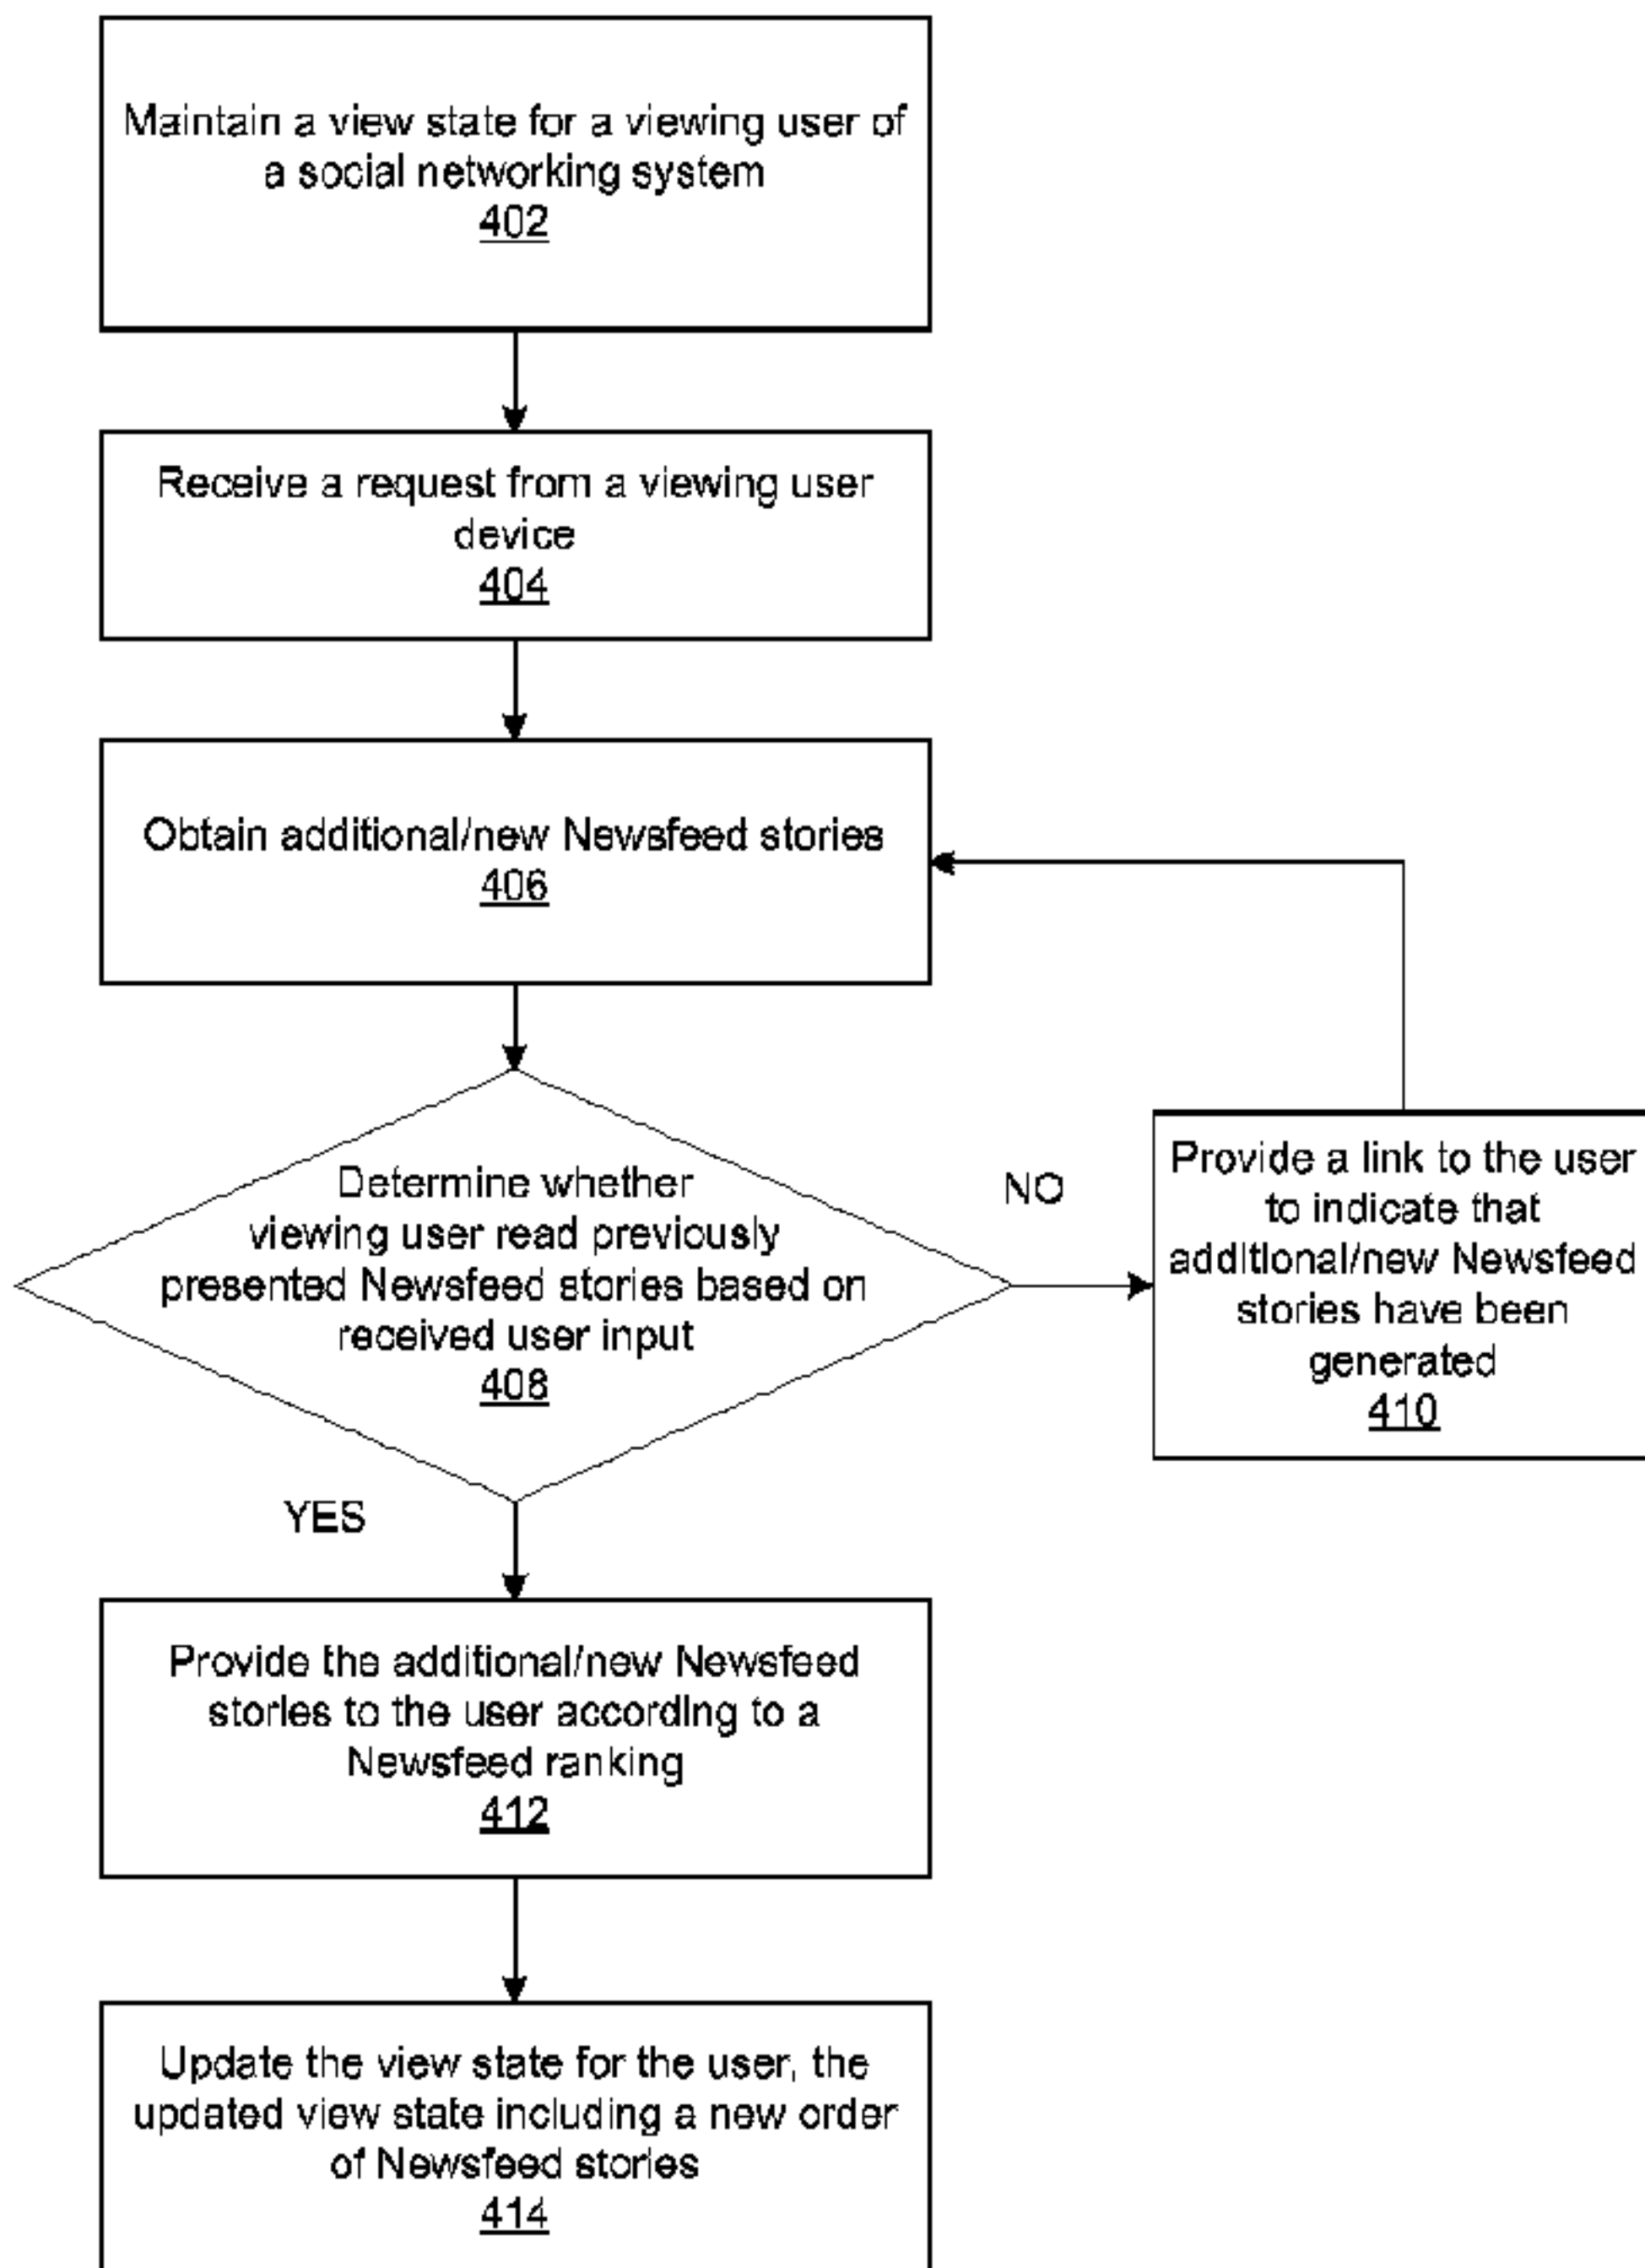 Maintain a view state for a viewing user of
a social networking system
402
Receive a request from a viewing user
device
404
Obtain additional/new Newsfeed stories
406
Determine whether
viewing user read previously
presented Newsfeed stories based on
received user input
408
NO
Provide a link to the user
to indicate that
additional/new Newsfeed
stories have been
generated
410
YES
Provide the additional/new Newsfeed
stories to the user according to a
Newsfeed ranking
412
Update the view state for the user, the
updated view state including a new order
of Newsfeed stories
414